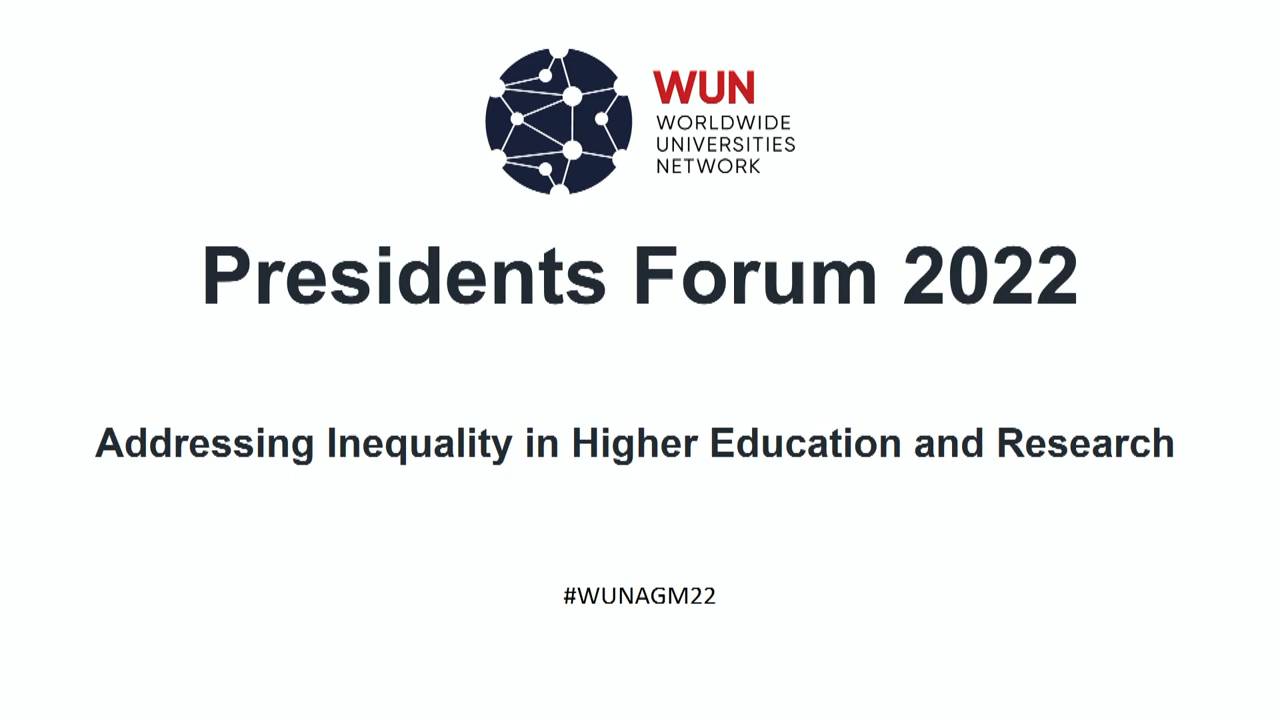 WUN
WORLDWIDE
UNIVERSITIES
NETWORK
Presidents Forum 2022
Addressing Inequality in Higher Education and Research
#WUNAGM22